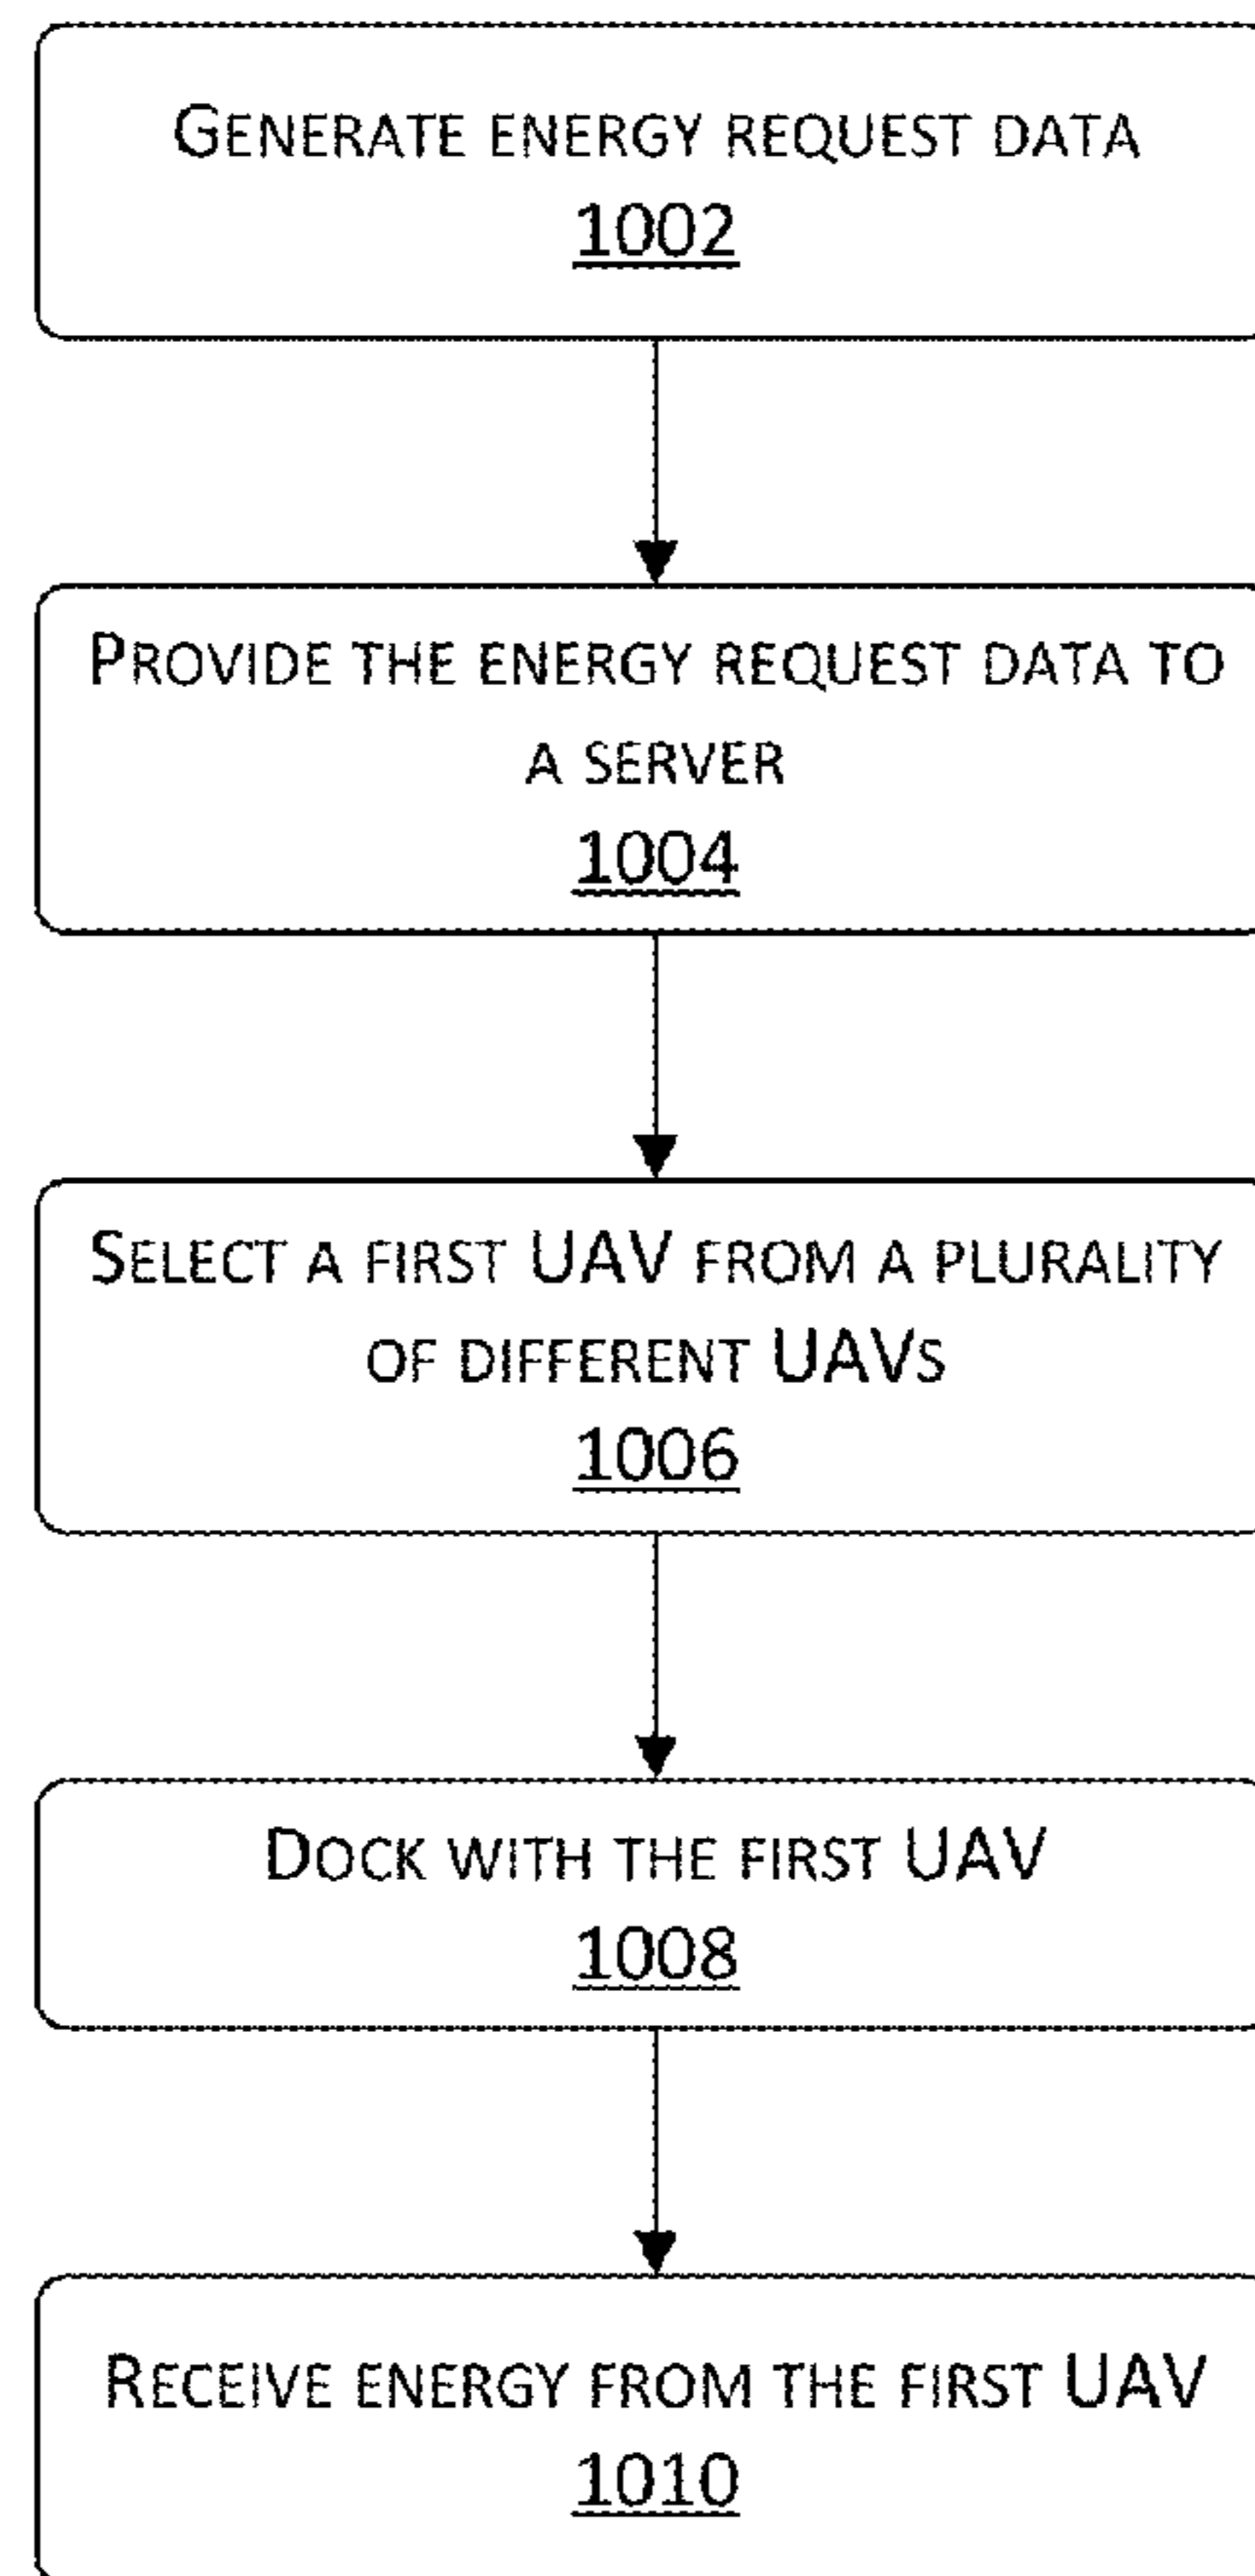 GENERATE ENERGY REQUEST DATA
1002
PROVIDE THE ENERGY REQUEST DATA TO
A SERVER
1004
SELECT A FIRST UAV FROM A PLURALITY
OF DIFFERENT UAVS
1006
DOCK WITH THE FIRST UAV
1008
RECEIVE ENERGY FROM THE FIRST UAV
1010